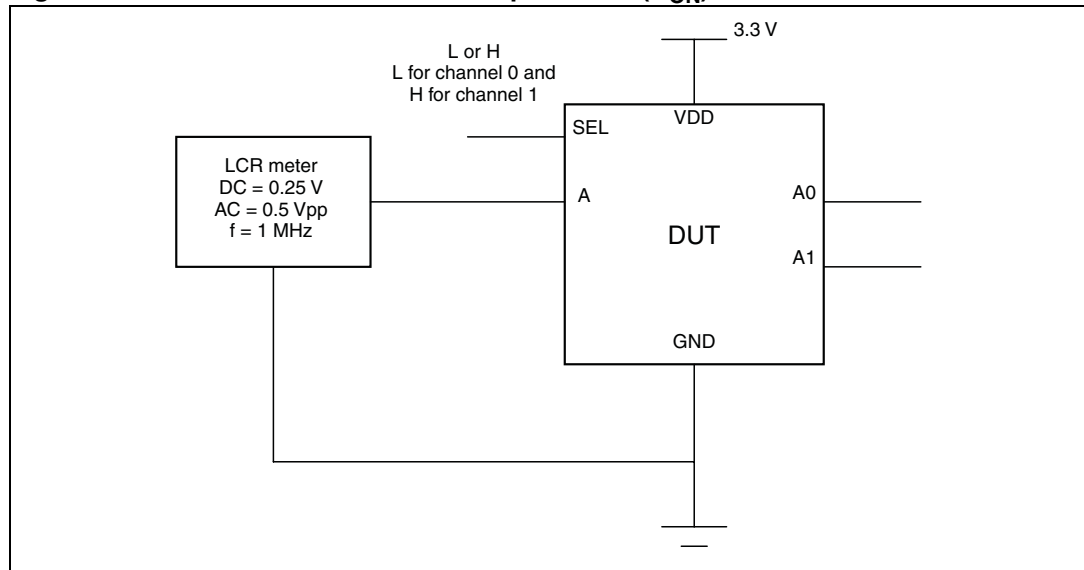 3.3 V
L or H
L for channel 0 and
H for channel 1
VDD
SEL
LCR meter
DC = 0.25 V
AC = 0.5 Vpp
f = 1 MHz
A
A0
DUT
A1
GND